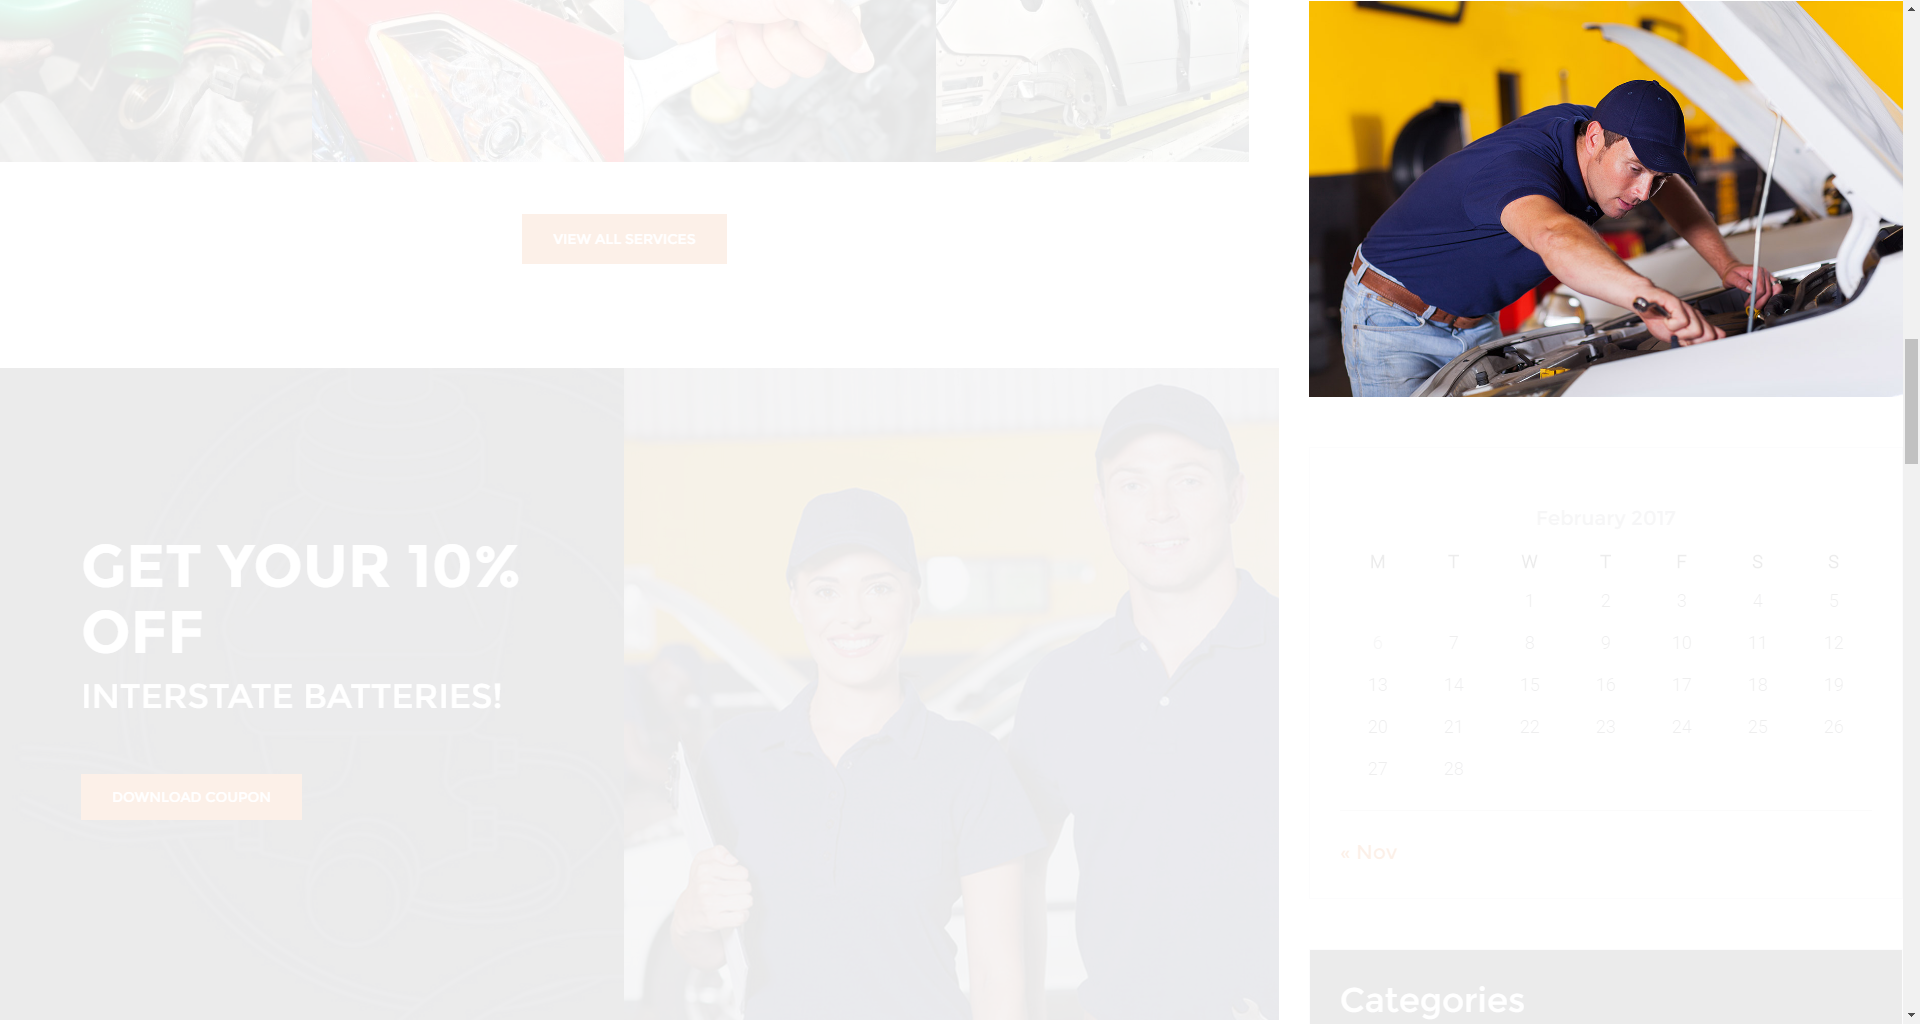 VIEW ALL SERVICES
GET YOUR 10%
OFF
INTERSTATE BATTERIES!
DOWNLOAD COUPON
February 2017
M T W T F S S
1 2 3 4 5
6 7 8 9 10 11 12
13 14 15 16 17 18 19
20 21 22 23 24 25 26
27 28
« Nov
Categories